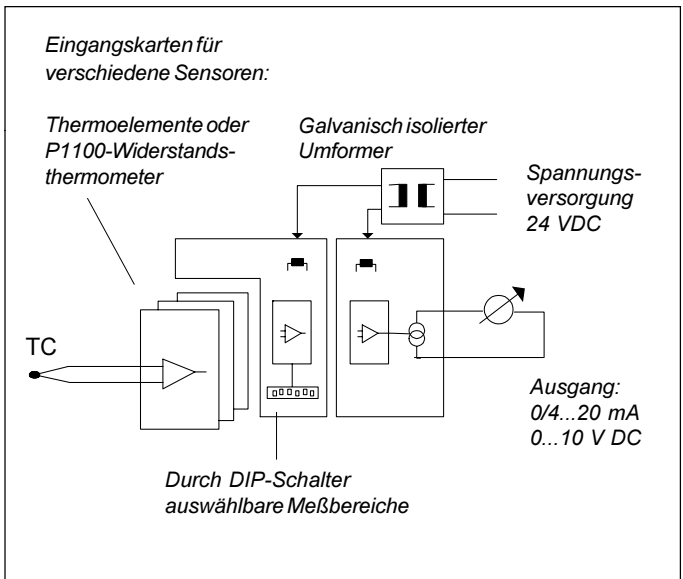 Eingangskarten für
verschiedene Sensoren:
Thermoelemente oder
P1100-Widerstands-
thermometer
Galvanisch isolierter
Umformer
Spannungs-
versorgung
24 VDC
TC
Ausgang:
0/4...20 mA
0...10 V DC
Durch DIP-Schalter
auswählbare Meßbereiche